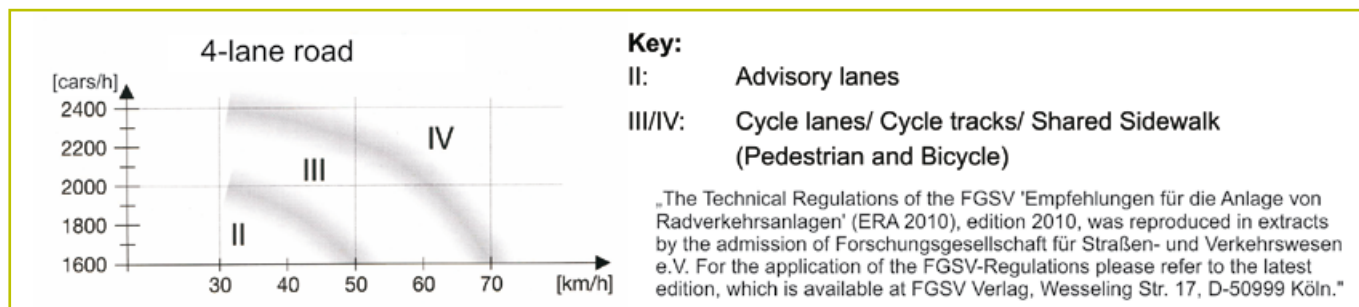 4-lane road
[cars/h]
2400
2200
2000
1800
1600
IV
III
II
30 40 50 60 70 [km/h]
Key:
II: Advisory lanes
III/IV: Cycle lanes/ Cycle tracks/ Shared Sidewalk
(Pedestrian and Bicycle)
„The Technical Regulations of the FGSV 'Empfehlungen für die Anlage von
Radverkehrsanlagen' (ERA 2010), edition 2010, was reproduced in extracts
by the admission of Forschungsgesellschaft für Straßen- und Verkehrswesen
e.V. For the application of the FGSV-Regulations please refer to the latest
edition, which is available at FGSV Verlag, Wesseling Str. 17, D-50999 Köln."